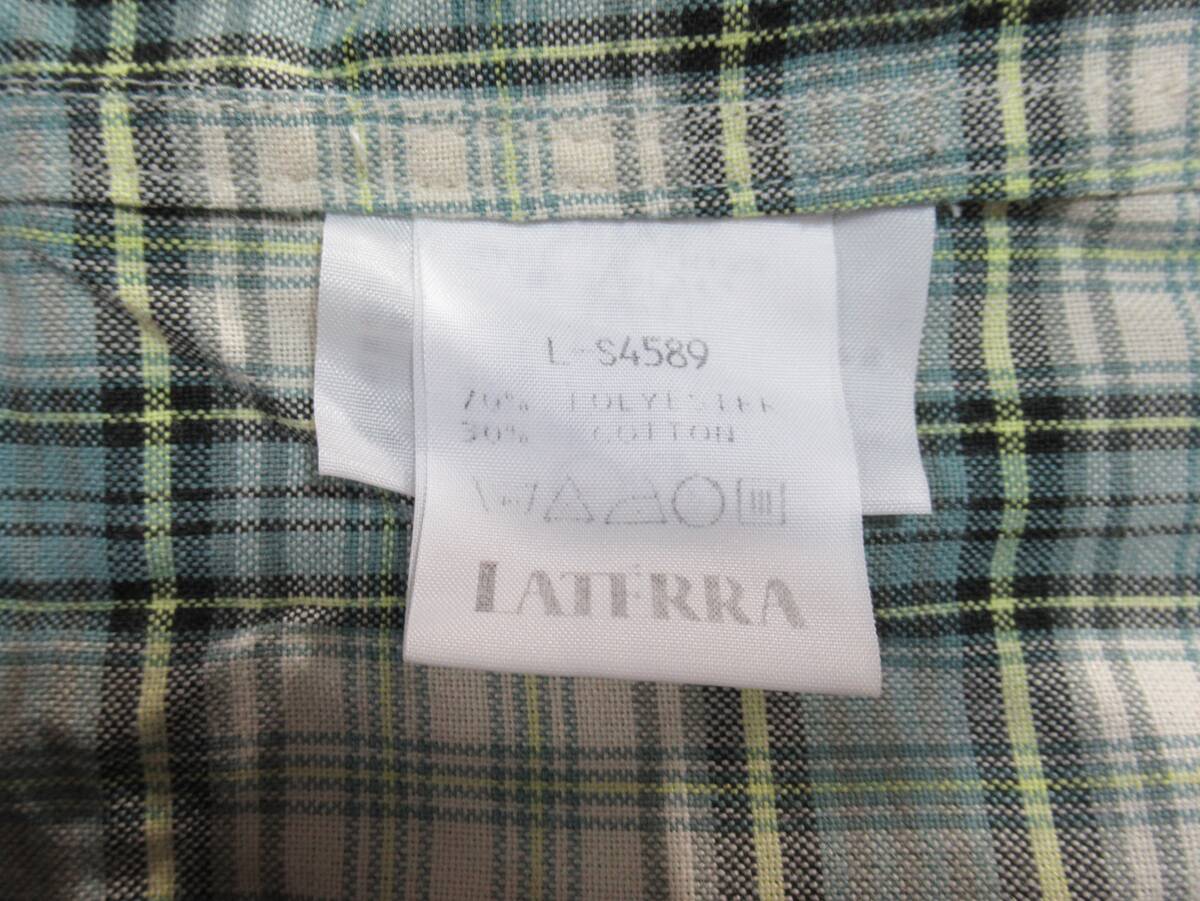 L-S4589
70% POLYESTER
30% COTTON
LATERRA